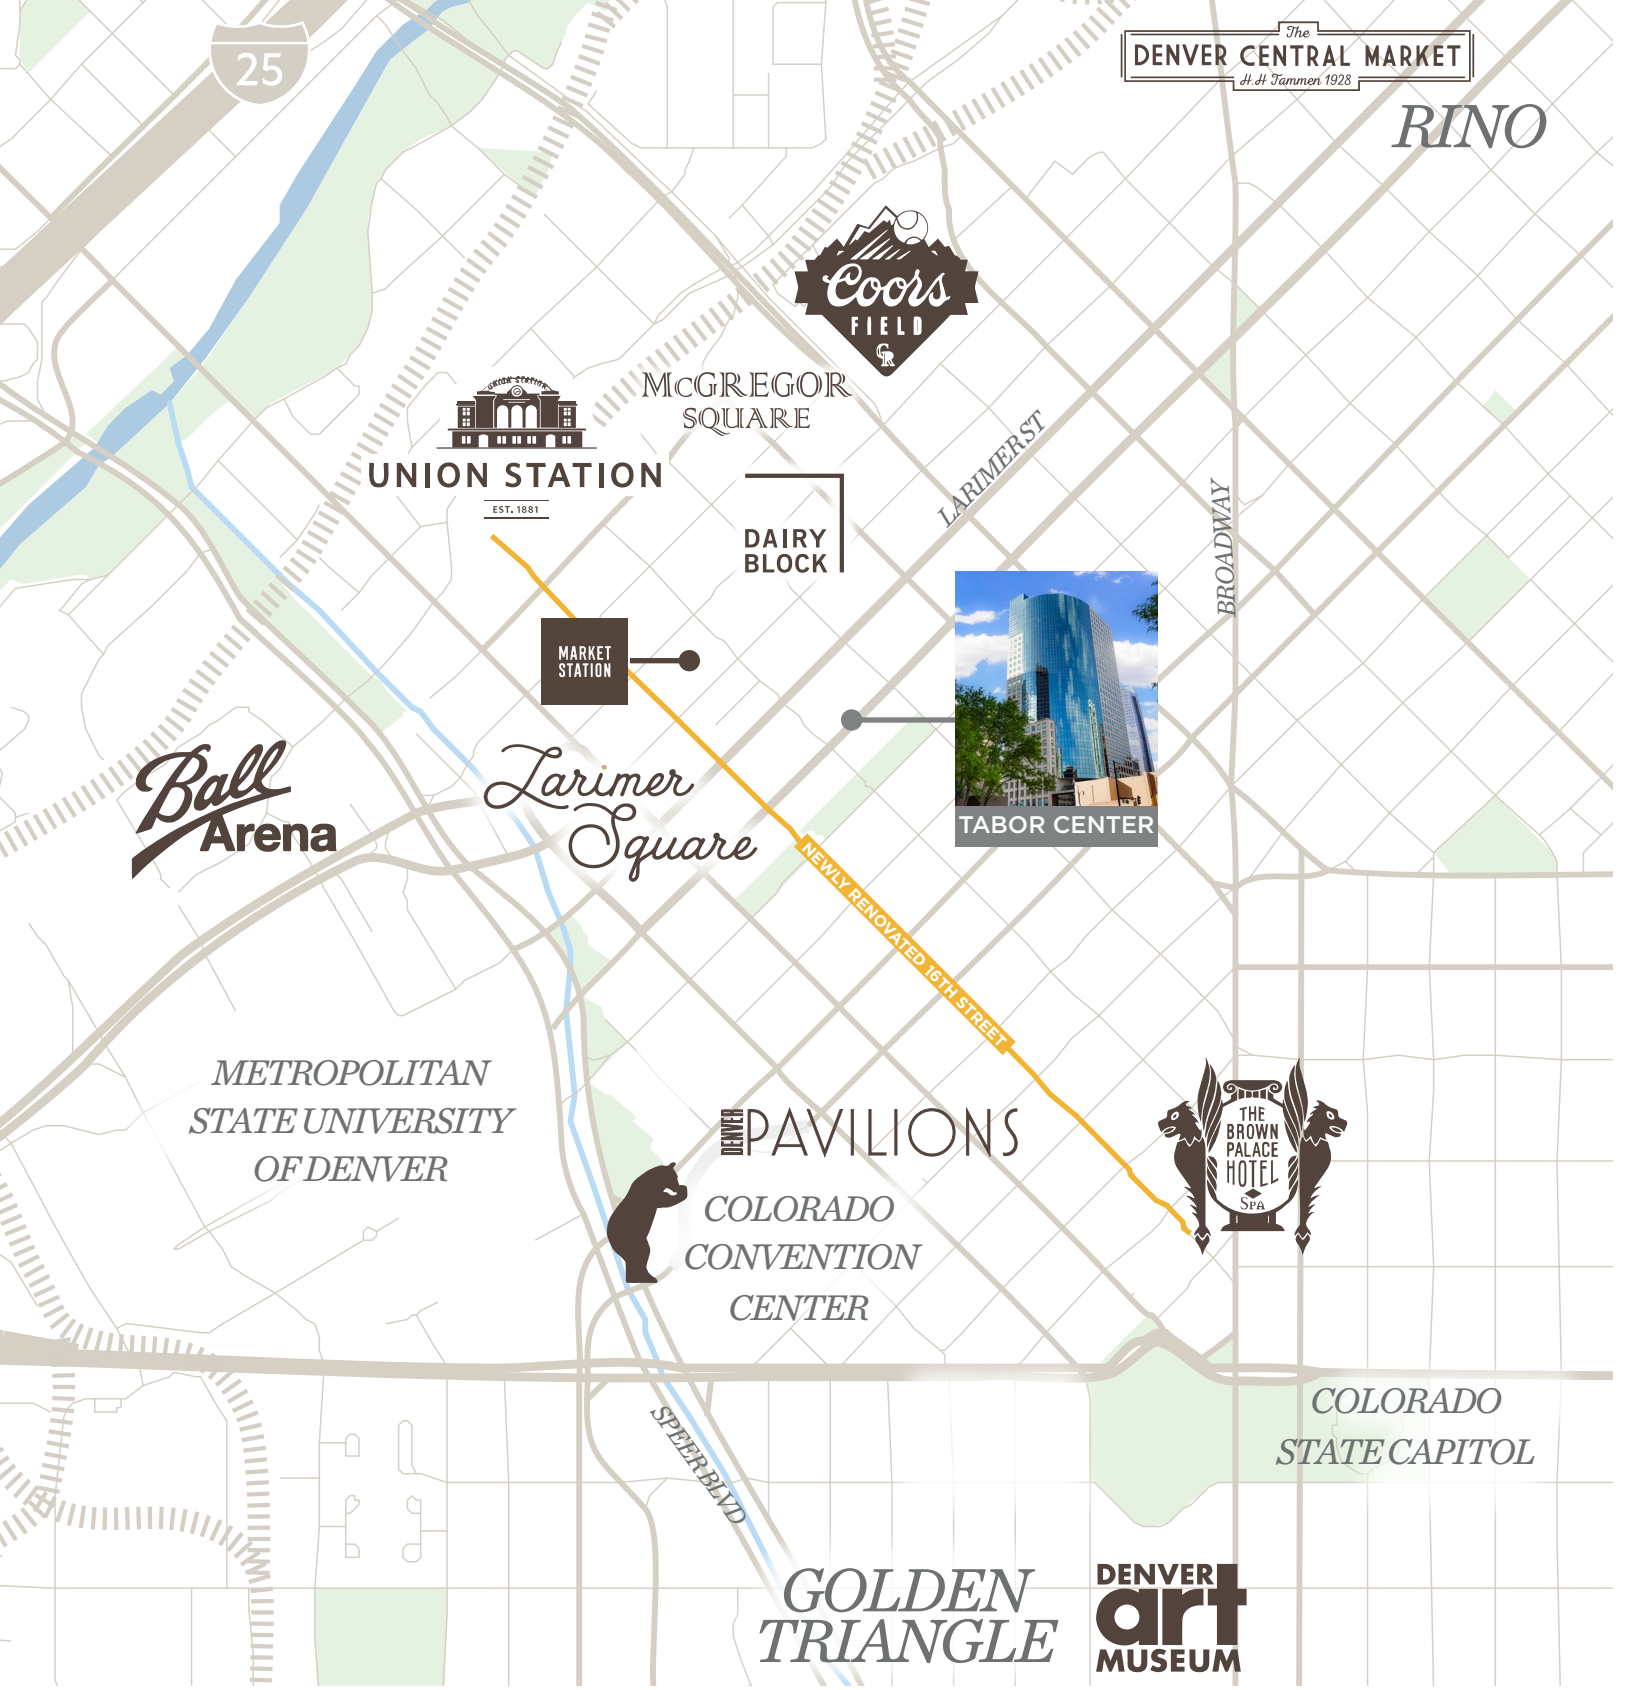 The
DENVER CENTRAL MARKET
H.H Tammen 1928
25
RINO
Coors
FIELD
CR
McGREGOR
SQUARE
UNION STATION
UNION STATION
EST. 1881
LARIMER ST
BROADWAY
DAIRY
BLOCK
MARKET
STATION
TABOR CENTER
Larimer
Square
Ball
Arena
NEWLY RENOVATED 16TH STREET
METROPOLITAN
STATE UNIVERSITY
OF DENVER
DENVER
PAVILIONS
THE
BROWN
PALACE
HOTEL
SPA
COLORADO
CONVENTION
CENTER
COLORADO
STATE CAPITOL
SPEER BLVD
GOLDEN
TRIANGLE
DENVER
art
MUSEUM